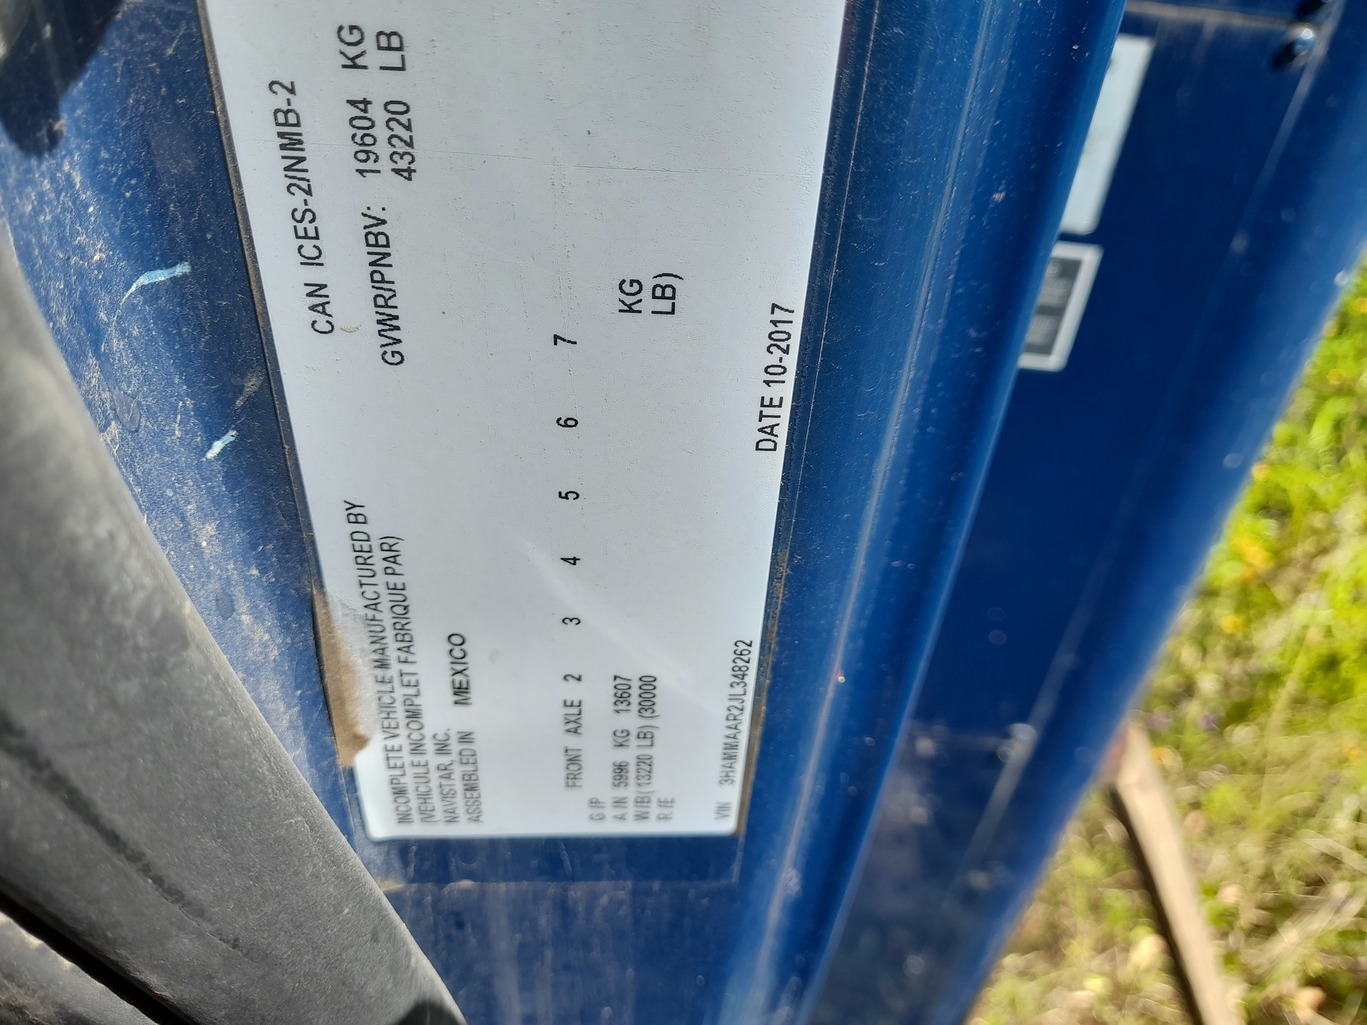 CAN ICES-2/NMB-2
GVWR/PNBV: 19604 KG
43220 LB
INCOMPLETE VEHICLE MANUFACTURED BY
(VEHICULE INCOMPLET FABRIQUE PAR)
NAVISTAR, INC.
ASSEMBLED IN MEXICO
FRONT AXLE 2 3 4 5 6 7
G/P
A/N 5996 KG 13607 KG
W/B (13220 LB) (30000 LB)
R/E
VIN 3HAMMAAR2JL348262 DATE 10-2017